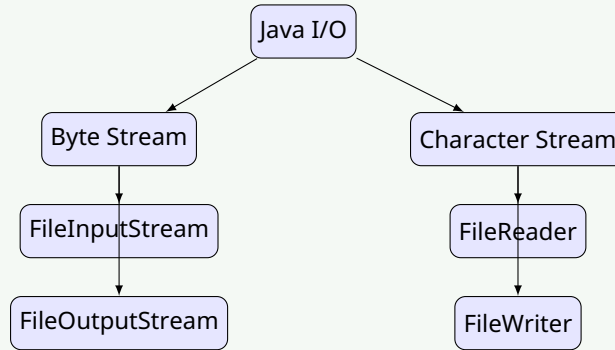 Java I/O
Byte Stream
Character Stream
FileInputStream
FileReader
FileOutputStream
FileWriter